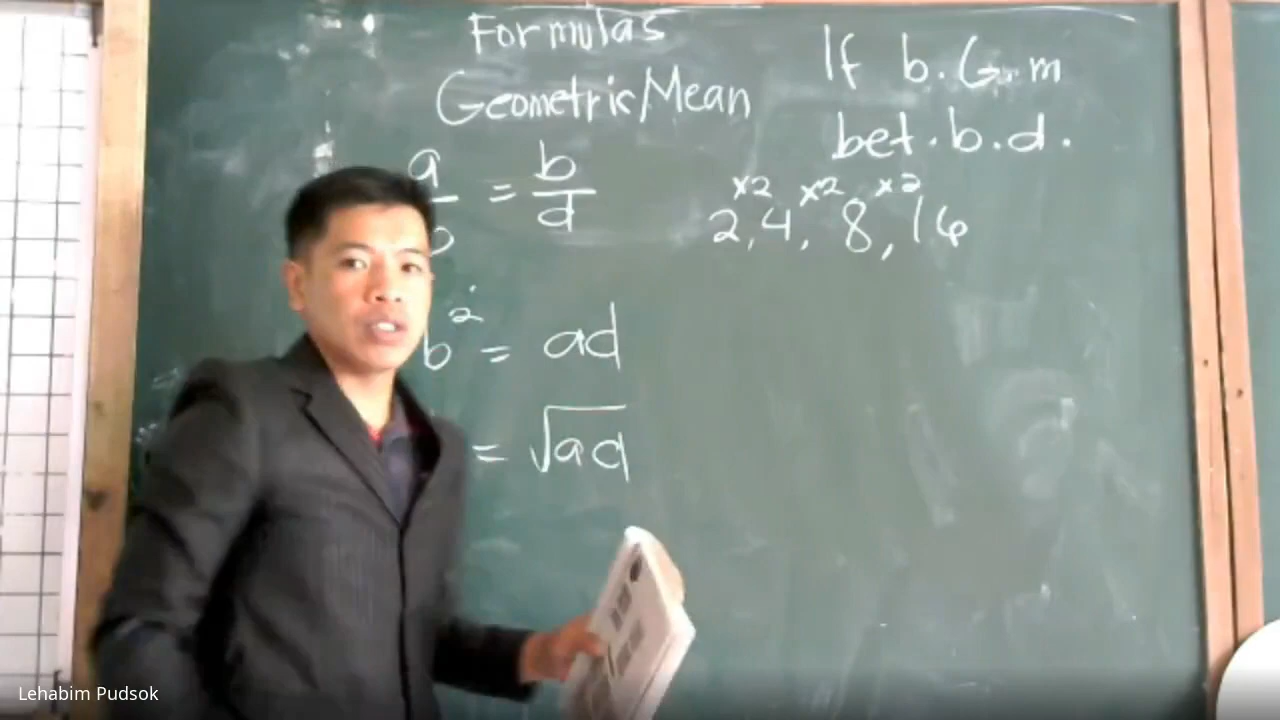 Formulas
Geometric Mean
a/b = b/d
b² = ad
= √ad
If b. G. m
bet. b. d.
x2 x2 x2
2, 4, 8, 16
Lehabim Pudsok